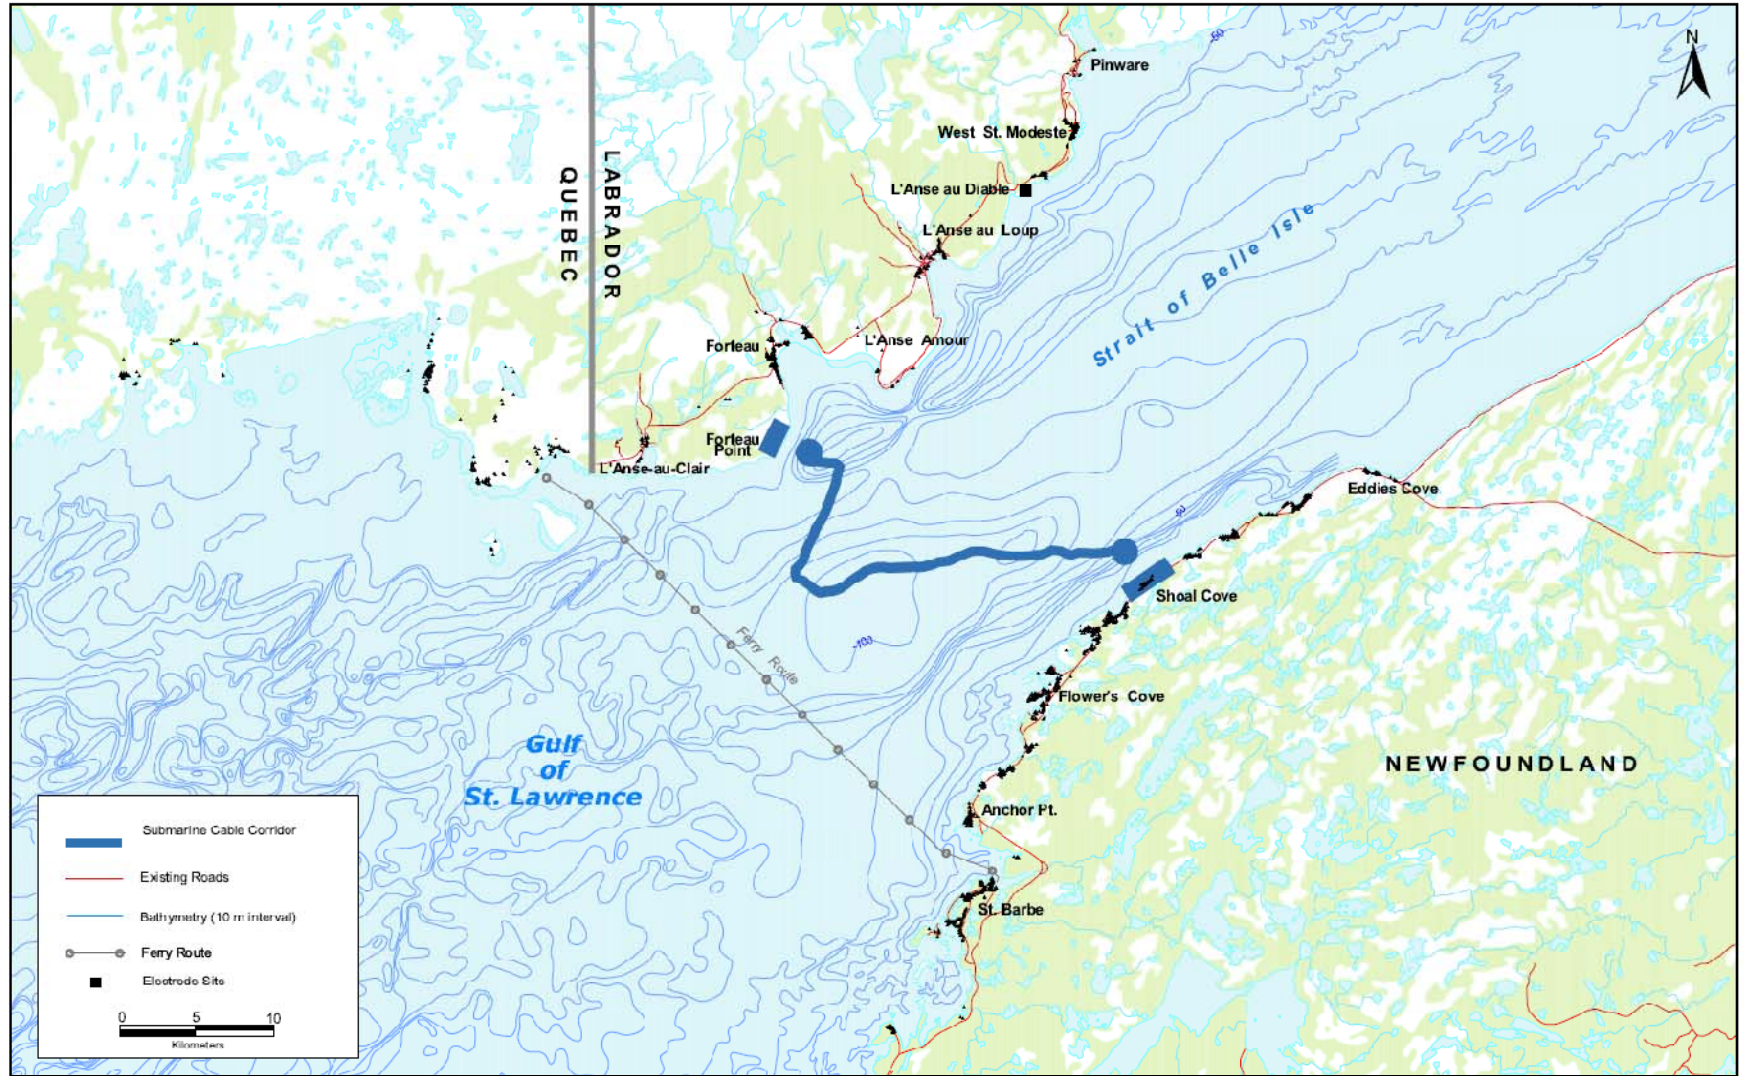 -50
N
Pinware
West St. Modeste
L'Anse au Diable
QUEBEC
LABRADOR
L'Anse au Loup
Strait of Belle Isle
Forteau
L'Anse Amour
Forteau
Point
L'Anse-au-Clair
Eddies Cove
Shoal Cove
Ferry Route
-100
Flower's Cove
Gulf
of
St. Lawrence
NEWFOUNDLAND
Anchor Pt.
St. Barbe
Submarine Cable Corridor
Existing Roads
Bathymetry (10 m interval)
Ferry Route
Electrode Site
0 5 10
Kilometers